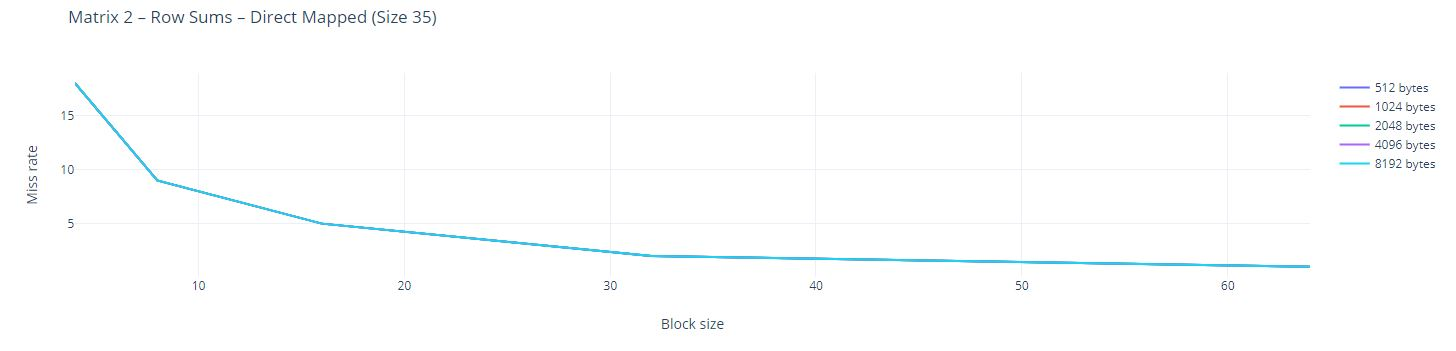 Matrix 2 – Row Sums – Direct Mapped (Size 35)
512 bytes
1024 bytes
2048 bytes
4096 bytes
8192 bytes
15
10
5
Miss rate
10
20
30
40
50
60
Block size